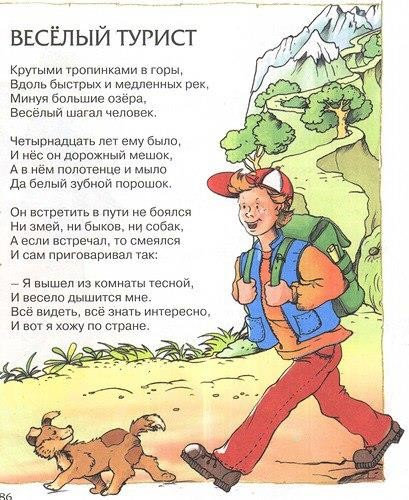 ВЕСЁЛЫЙ ТУРИСТ
Крутыми тропинками в горы,
Вдоль быстрых и медленных рек,
Минуя большие озёра,
Весёлый шагал человек.
Четырнадцать лет ему было,
И нёс он дорожный мешок,
А в нём полотенце и мыло
Да белый зубной порошок.
Он встретить в пути не боялся
Ни змей, ни быков, ни собак,
А если встречал, то смеялся
И сам приговаривал так:
– Я вышел из комнаты тесной,
И весело дышится мне.
Всё видеть, всё знать интересно,
И вот я хожу по стране.
86